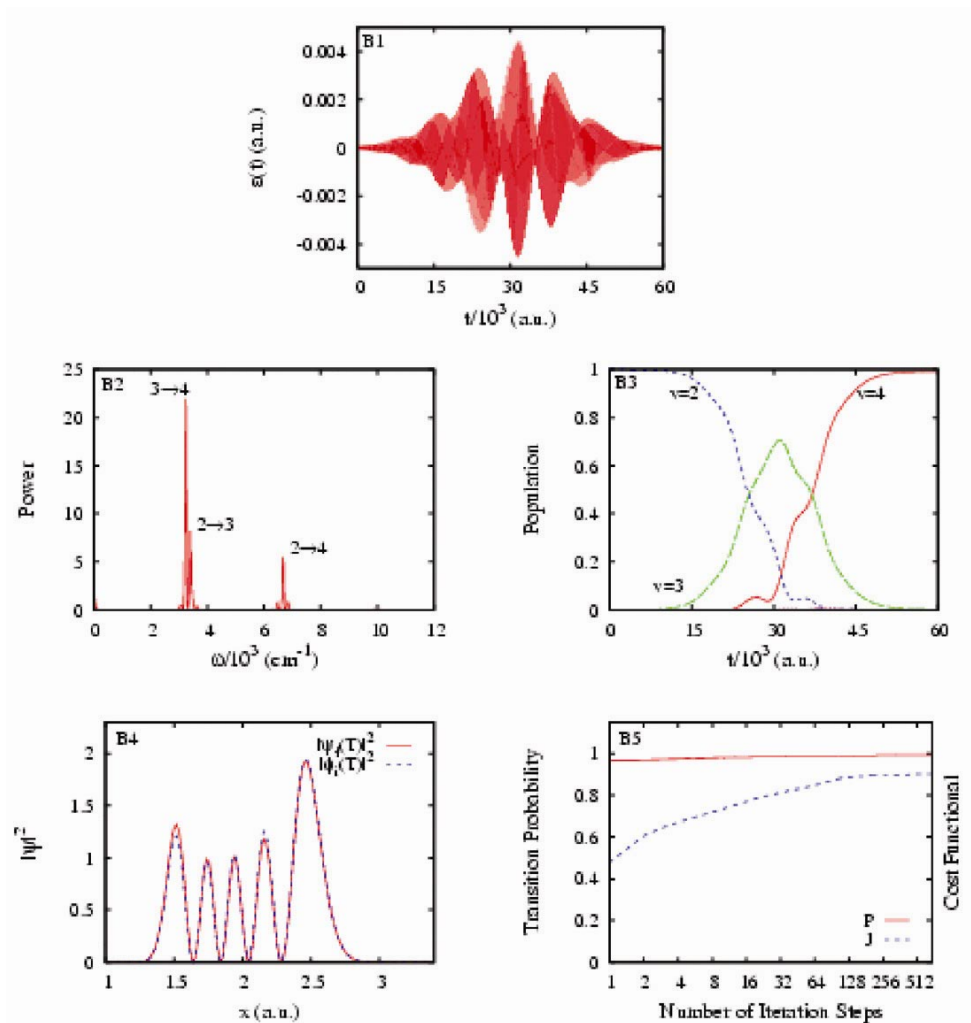 B1
0.004
0.002
0
-0.002
-0.004
ε(t) (a.u.)
0 15 30 45 60
t/10³ (a.u.)
B2
3→4
2→3
2→4
25
20
15
10
5
0
Power
0 2 4 6 8 10 12
ω/10³ (cm⁻¹)
B3
v=2
v=4
v=3
1
0.8
0.6
0.4
0.2
0
Population
0 15 30 45 60
t/10³ (a.u.)
B4
|ψ_f(T)|²
|ϕ_i(T)|²
2
1.5
1
0.5
0
|ψ|²
1 1.5 2 2.5 3
x (a.u.)
B5
1
0.8
0.6
0.4
0.2
0
Transition Probability
Cost Functional
P
J
1 2 4 8 16 32 64 128 256 512
Number of Iteration Steps